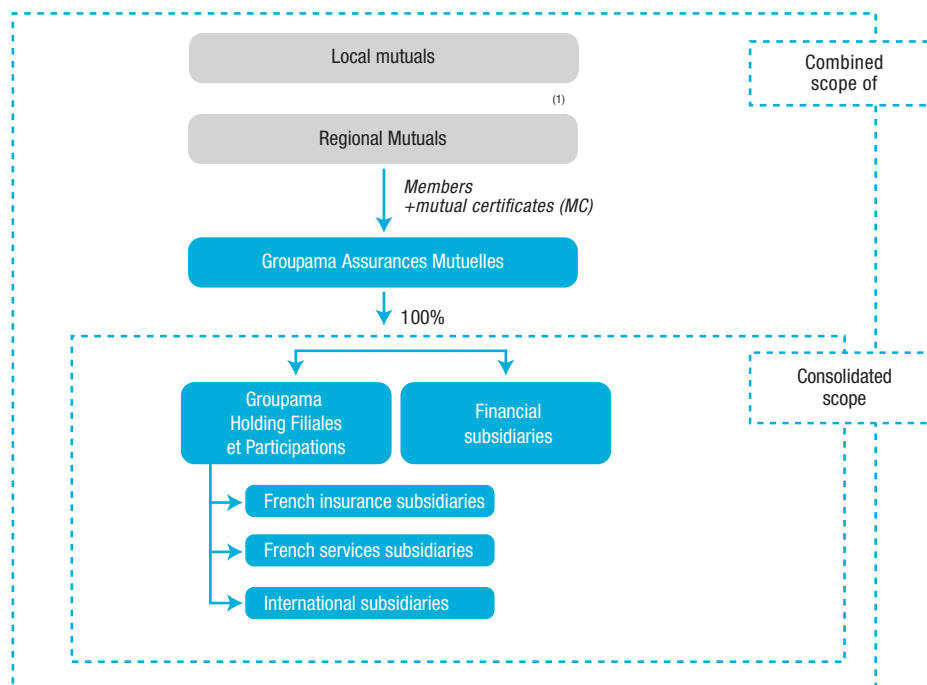 Local mutuals
Combined
scope of
(1)
Regional Mutuals
Members
+mutual certificates (MC)
Groupama Assurances Mutuelles
100%
Consolidated
scope
Groupama
Holding Filiales
et Participations
Financial
subsidiaries
French insurance subsidiaries
French services subsidiaries
International subsidiaries